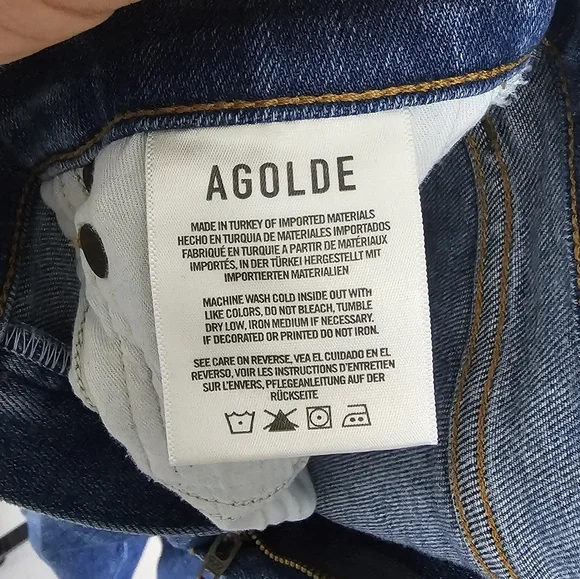 AGOLDE
MADE IN TURKEY OF IMPORTED MATERIALS
HECHO EN TURQUIA DE MATERIALES IMPORTADOS
FABRIQUÉ EN TURQUIE A PARTIR DE MATÉRIAUX
IMPORTÉS, IN DER TÜRKEI HERGESTELLT MIT
IMPORTIERTEN MATERIALIEN
MACHINE WASH COLD INSIDE OUT WITH
LIKE COLORS, DO NOT BLEACH, TUMBLE
DRY LOW, IRON MEDIUM IF NECESSARY.
IF DECORATED OR PRINTED DO NOT IRON.
SEE CARE ON REVERSE, VEA EL CUIDADO EN EL
REVERSO, VOIR LES INSTRUCTIONS D'ENTRETIEN
SUR L'ENVERS, PFLEGEANLEITUNG AUF DER
RÜCKSEITE